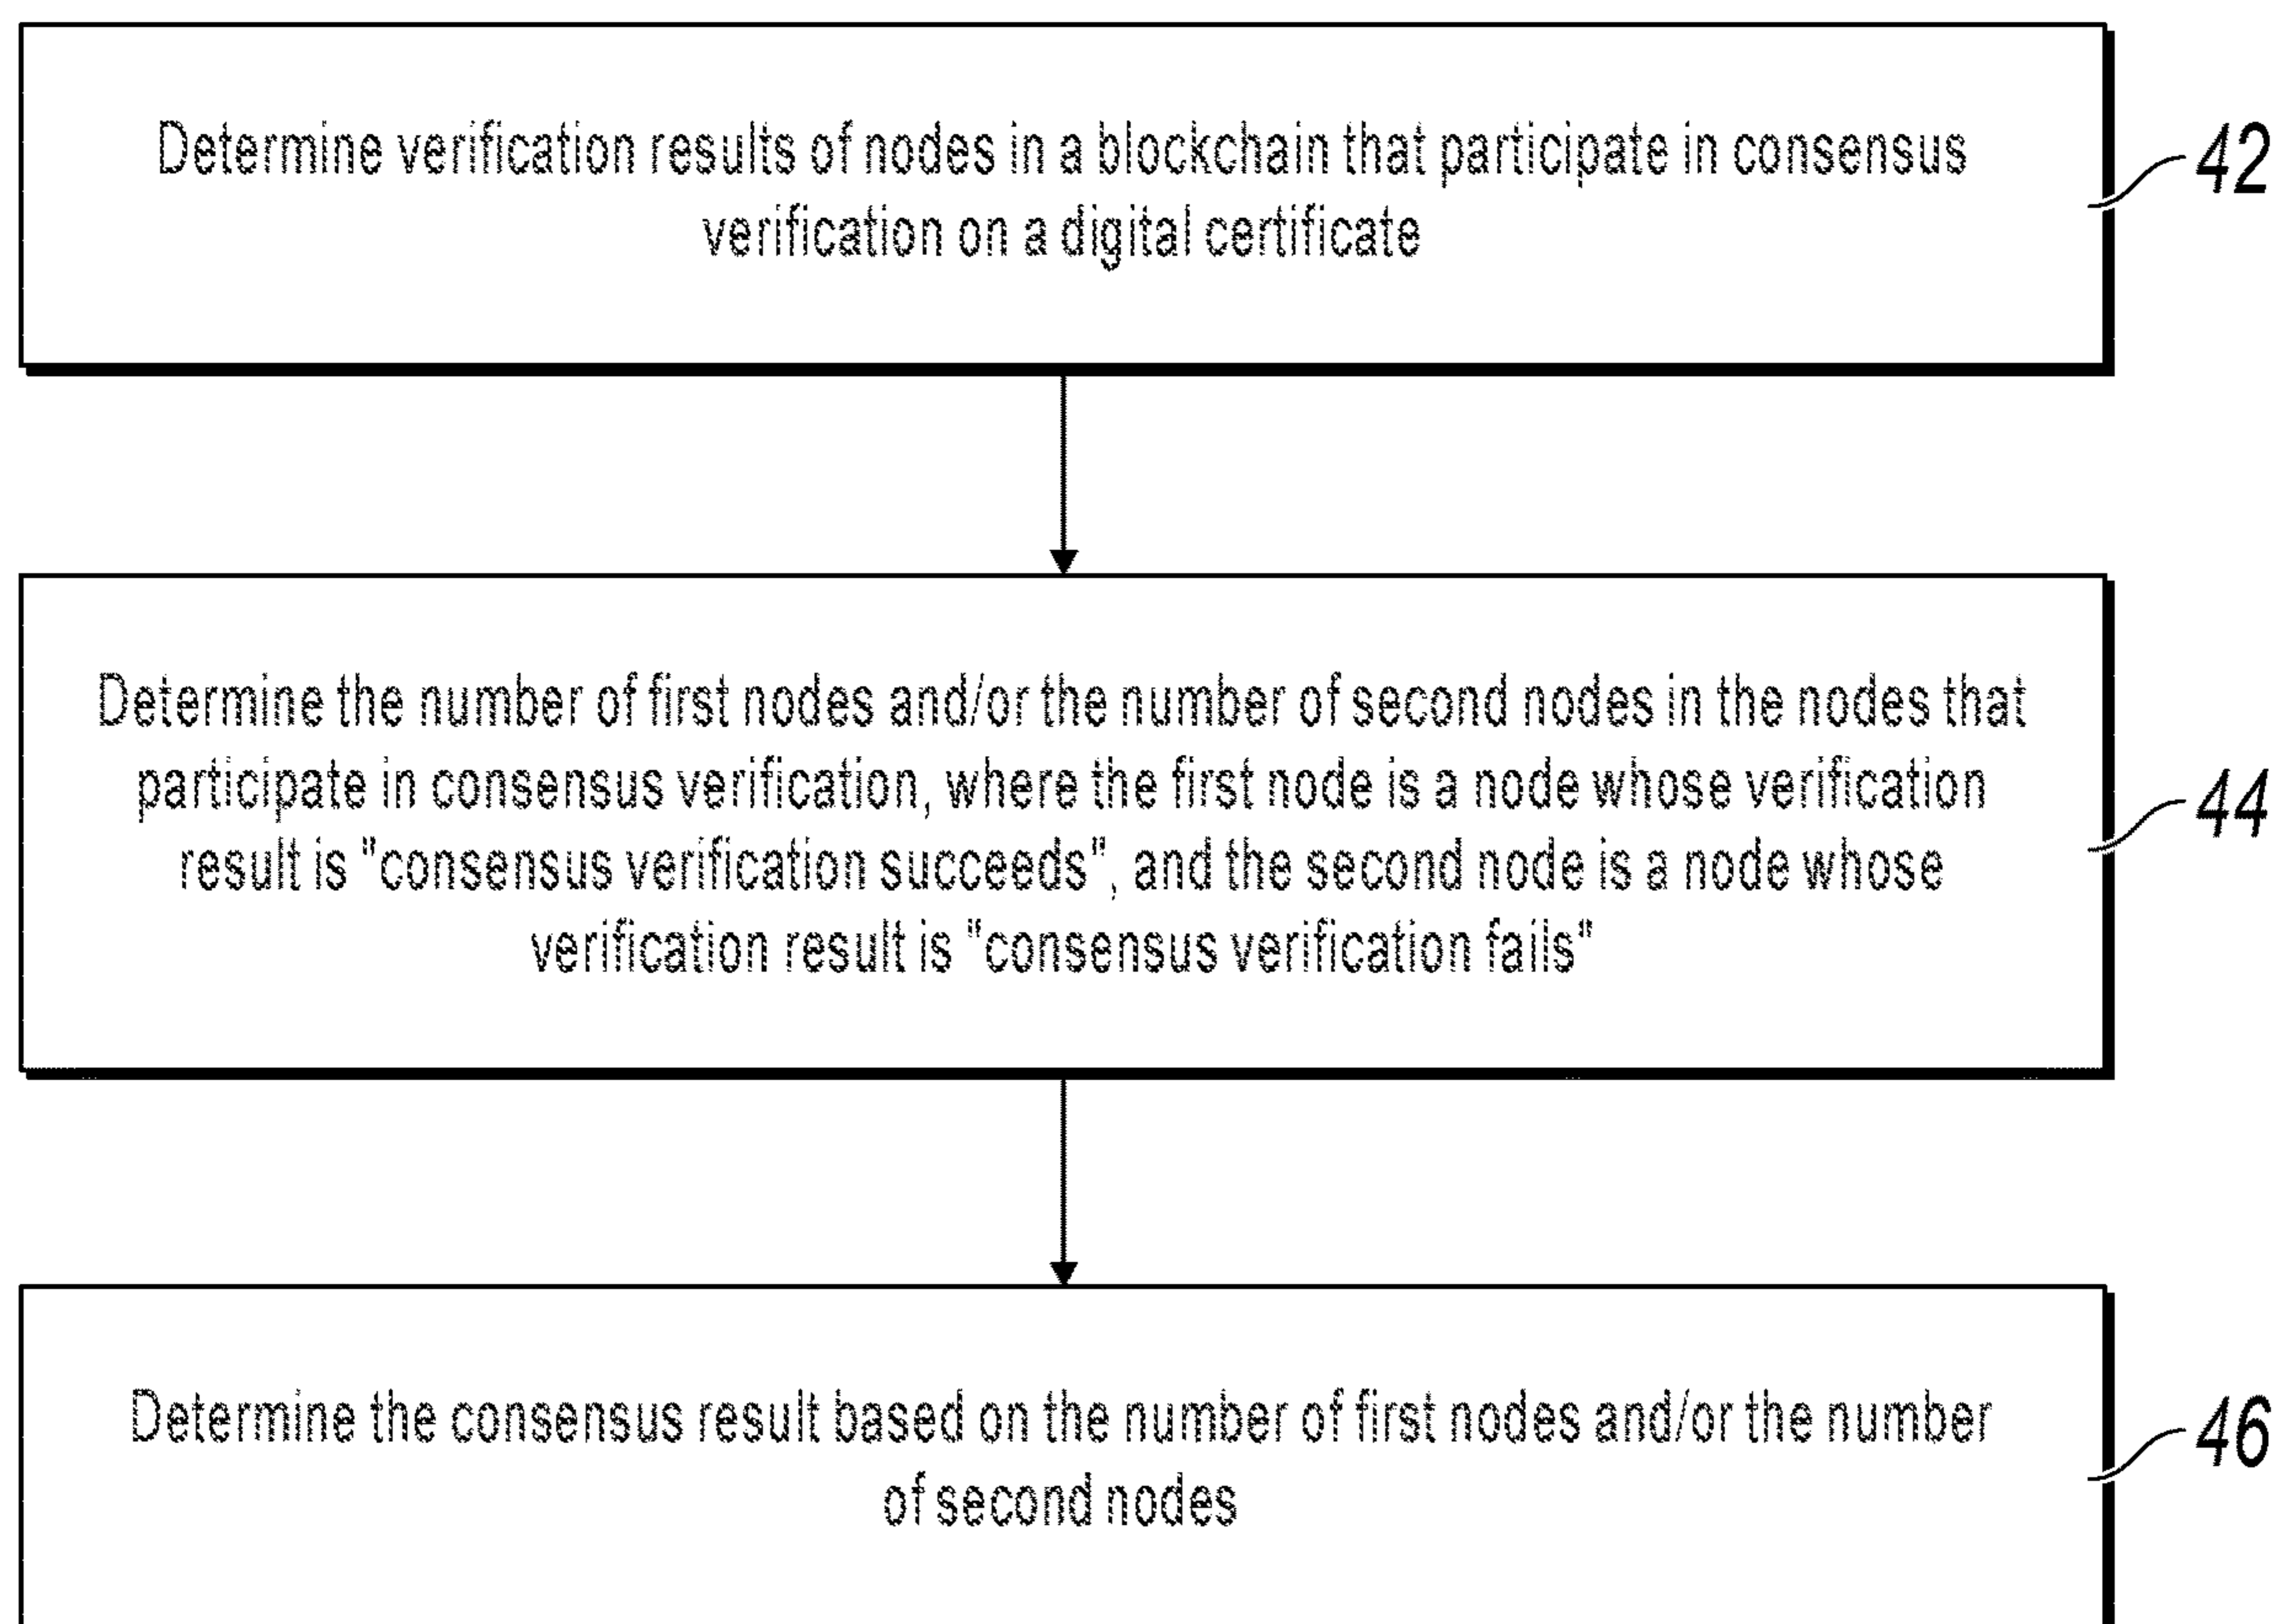 Determine verification results of nodes in a blockchain that participate in consensus
verification on a digital certificate
42
Determine the number of first nodes and/or the number of second nodes in the nodes that
participate in consensus verification, where the first node is a node whose verification
result is "consensus verification succeeds", and the second node is a node whose
verification result is "consensus verification fails"
44
Determine the consensus result based on the number of first nodes and/or the number
of second nodes
46